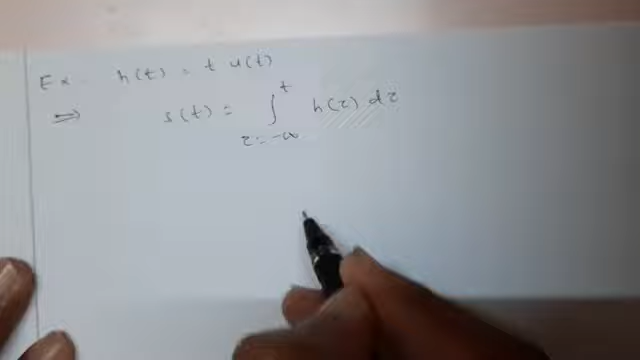 Ex. h(t) = t u(t)
⇒ s(t) = ∫_{τ=-∞}^{t} h(τ) dτ